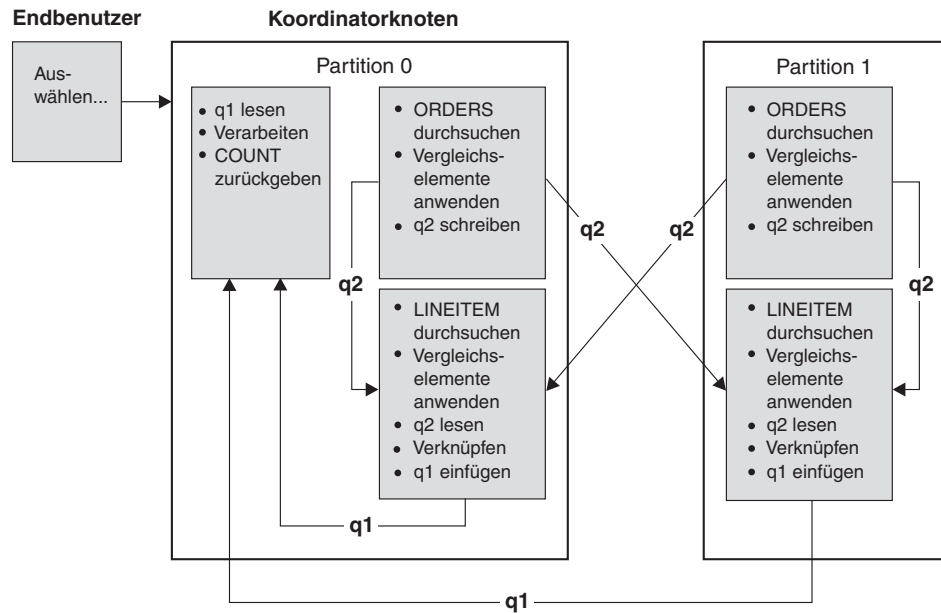 Endbenutzer
Koordinatorknoten
Aus-
wählen...
Partition 0
• q1 lesen
• Verarbeiten
• COUNT
zurückgeben
• ORDERS
durchsuchen
• Vergleichs-
elemente
anwenden
• q2 schreiben
q2
• LINEITEM
durchsuchen
• Vergleichs-
elemente
anwenden
• q2 lesen
• Verknüpfen
• q1 einfügen
q1
q2
q2
Partition 1
• ORDERS
durchsuchen
• Vergleichs-
elemente
anwenden
• q2 schreiben
q2
• LINEITEM
durchsuchen
• Vergleichs-
elemente
anwenden
• q2 lesen
• Verknüpfen
• q1 einfügen
q1